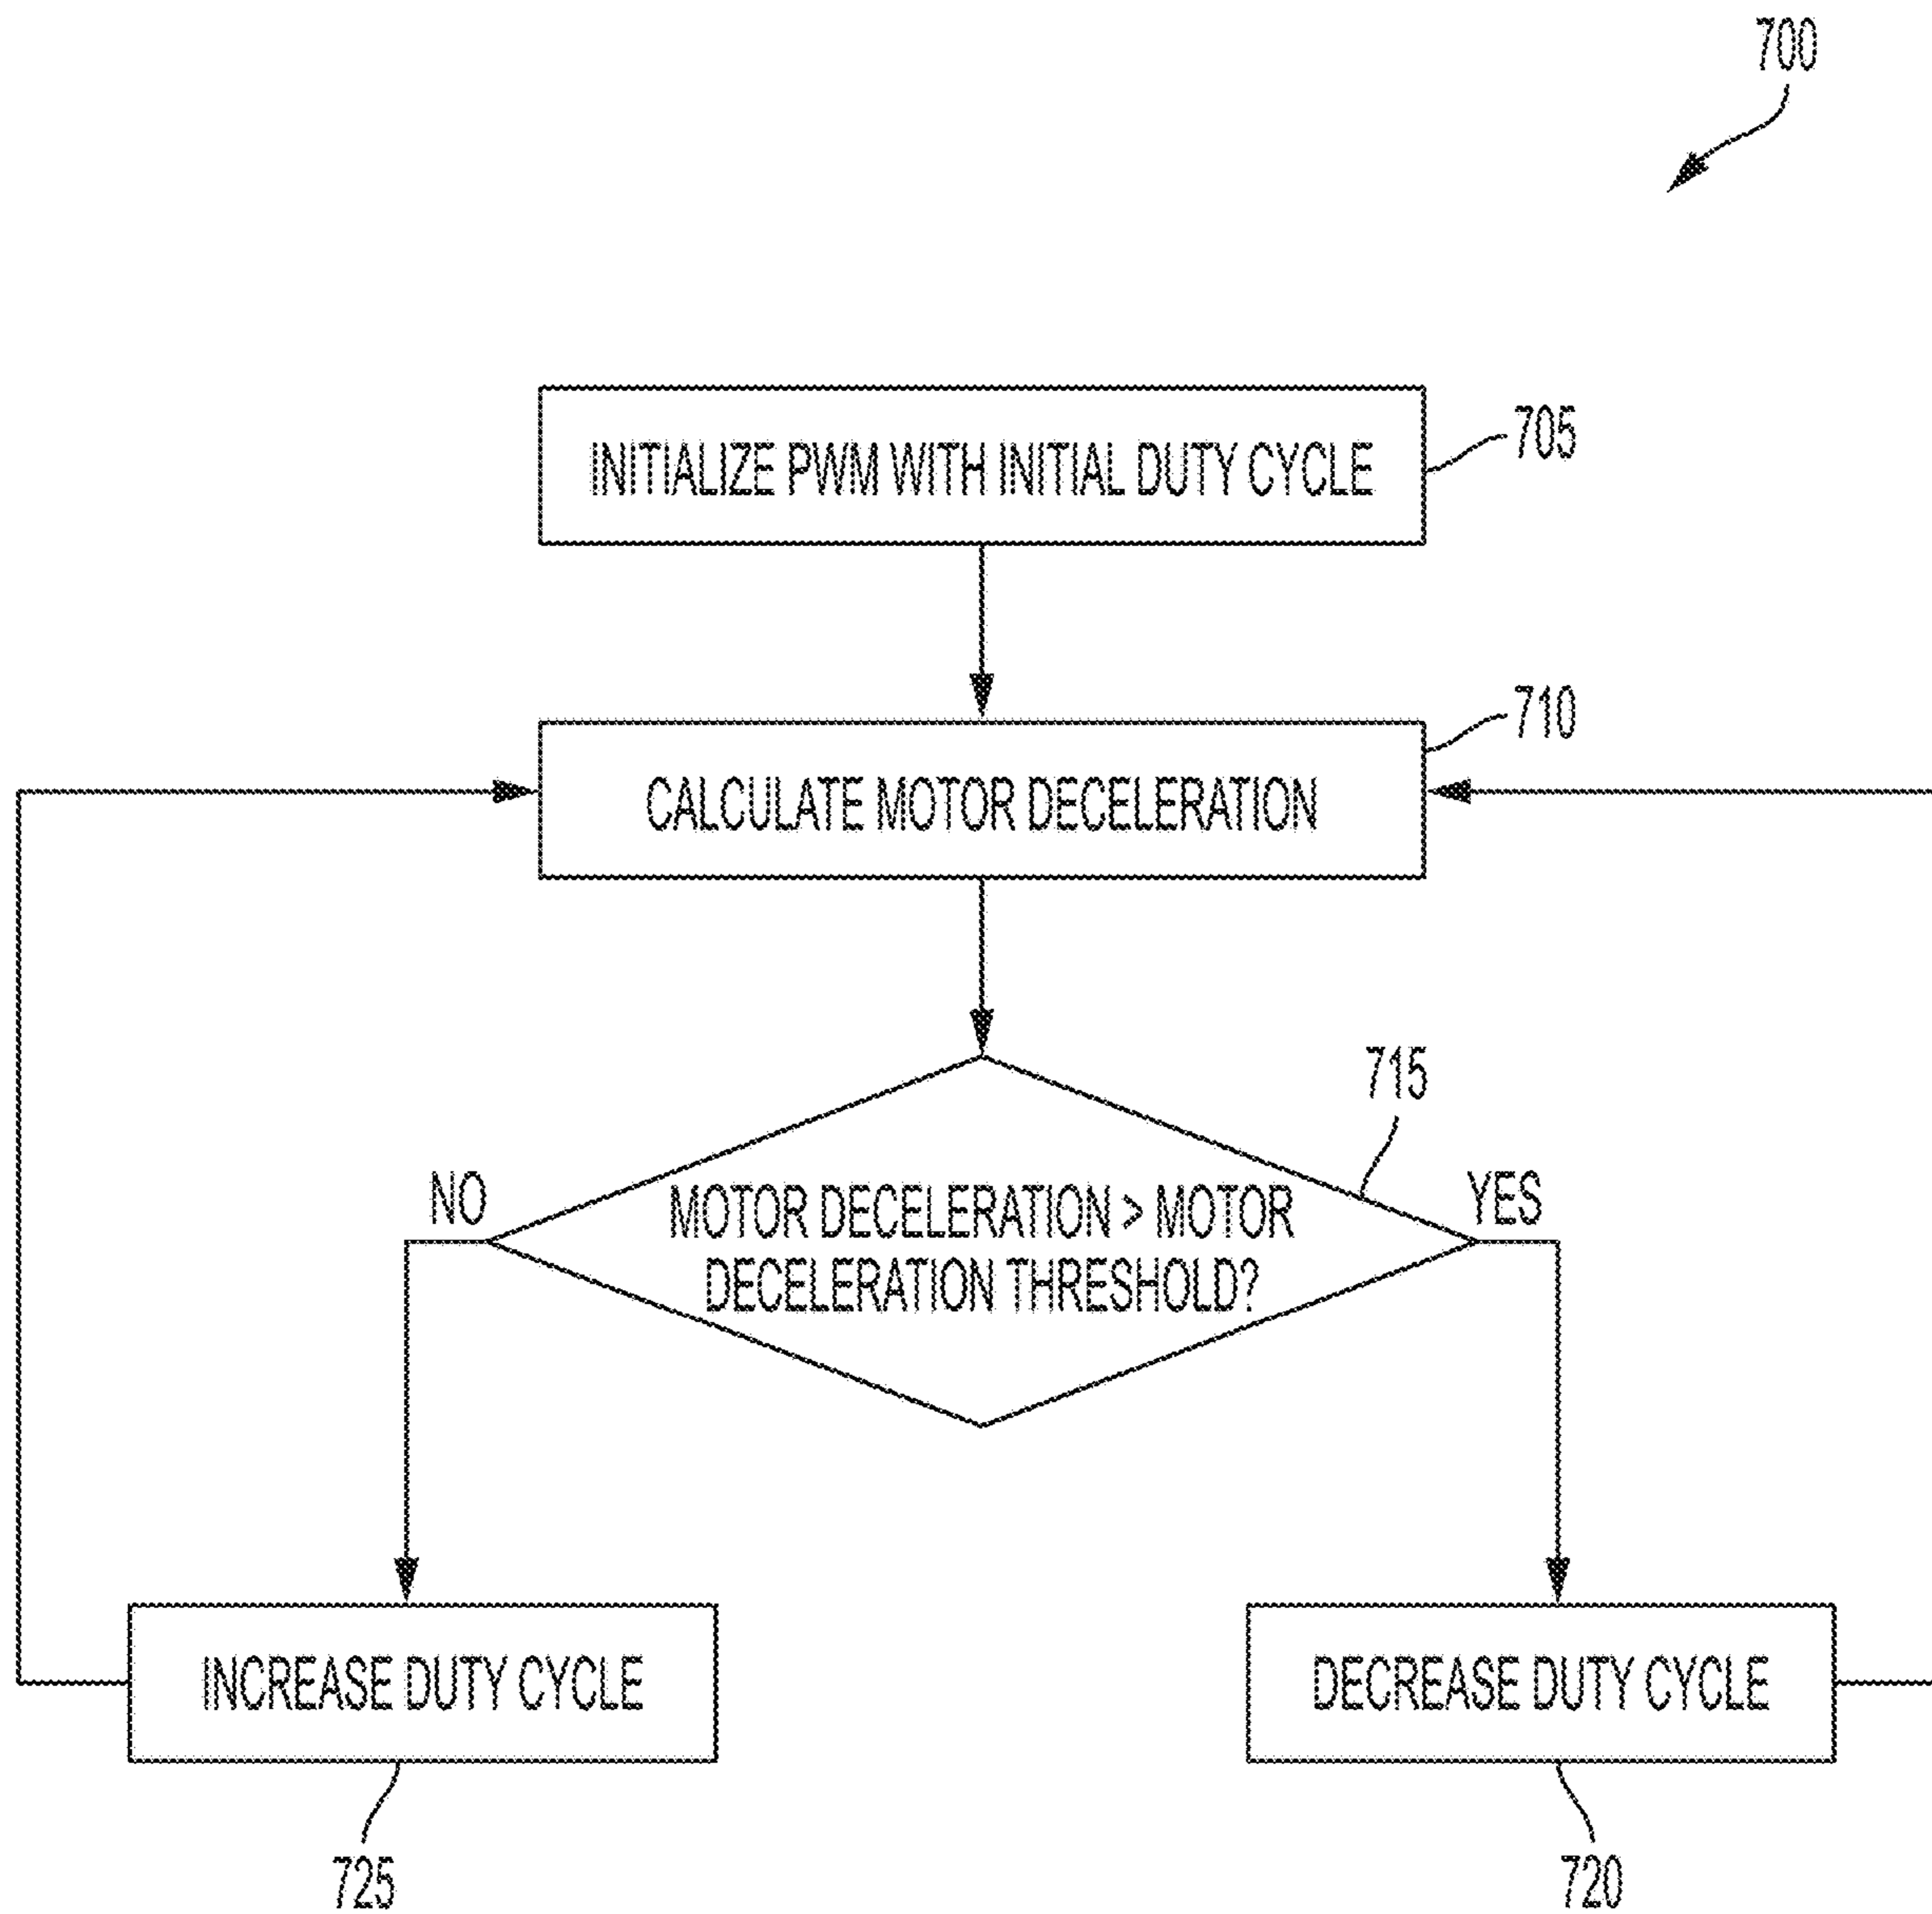 700
INITIALIZE PWM WITH INITIAL DUTY CYCLE
705
710
CALCULATE MOTOR DECELERATION
715
NO
YES
MOTOR DECELERATION > MOTOR
DECELERATION THRESHOLD?
INCREASE DUTY CYCLE
DECREASE DUTY CYCLE
725
720